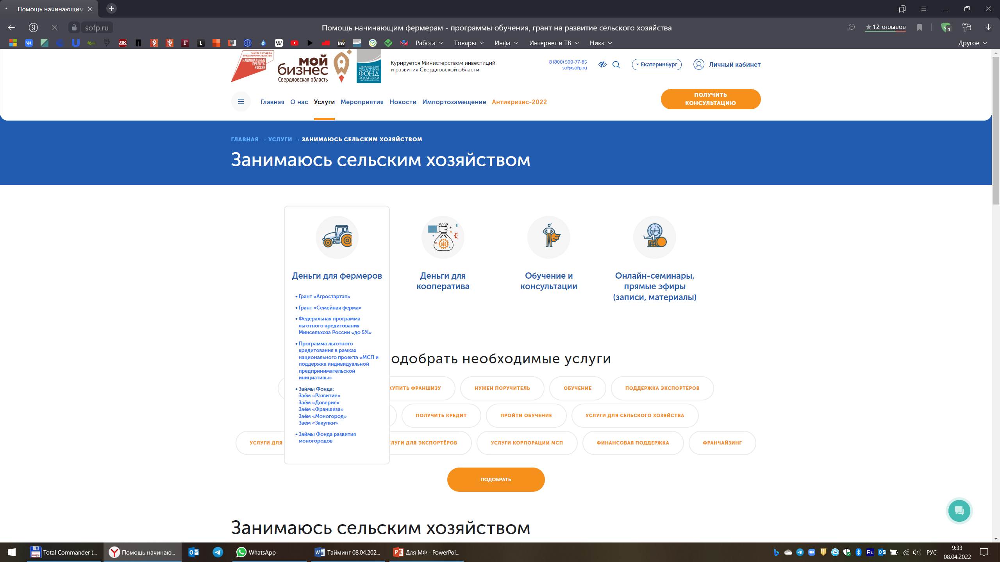 Помощь начинающим
sofp.ru
Помощь начинающим фермерам - программы обучения, грант на развитие сельского хозяйства
12 отзывов
1
Работа
Товары
Инфа
Интернет и ТВ
Ника
Другое
МАЛОЕ И СРЕДНЕЕ
ПРЕДПРИНИМАТЕЛЬСТВО
НАЦИОНАЛЬНЫЕ
ПРОЕКТЫ
РОССИИ
мой
бизнес
Свердловская область
СВЕРДЛОВСКИЙ
ОБЛАСТНОЙ
ФОНД
ПОДДЕРЖКИ
ПРЕДПРИНИМАТЕЛЬСТВА
Курируется Министерством инвестиций
и развития Свердловской области
8 (800) 500-77-85
sof@sofp.ru
Екатеринбург
Личный кабинет
Главная
О нас
Услуги
Мероприятия
Новости
Импортозамещение
Антикризис-2022
ПОЛУЧИТЬ
КОНСУЛЬТАЦИЮ
ГЛАВНАЯ → УСЛУГИ → ЗАНИМАЮСЬ СЕЛЬСКИМ ХОЗЯЙСТВОМ
Занимаюсь сельским хозяйством
Деньги для фермеров
• Грант «Агростартап»
• Грант «Семейная ферма»
• Федеральная программа
льготного кредитования
Минсельхоза России «до 5%»
• Программа льготного
кредитования в рамках
национального проекта «МСП и
поддержка индивидуальной
предпринимательской
инициативы»
• Займы Фонда:
Заём «Развитие»
Заём «Доверие»
Заём «Франшиза»
Заём «Моногород»
Заём «Закупки»
• Займы Фонда развития
моногородов
Деньги для
кооператива
Обучение и
консультации
Онлайн-семинары,
прямые эфиры
(записи, материалы)
одобрать необходимые услуги
КУПИТЬ ФРАНШИЗУ
НУЖЕН ПОРУЧИТЕЛЬ
ОБУЧЕНИЕ
ПОДДЕРЖКА ЭКСПОРТЁРОВ
ПОЛУЧИТЬ КРЕДИТ
ПРОЙТИ ОБУЧЕНИЕ
УСЛУГИ ДЛЯ СЕЛЬСКОГО ХОЗЯЙСТВА
УСЛУГИ ДЛЯ
СЛУГИ ДЛЯ ЭКСПОРТЁРОВ
УСЛУГИ КОРПОРАЦИИ МСП
ФИНАНСОВАЯ ПОДДЕРЖКА
ФРАНЧАЙЗИНГ
ПОДОБРАТЬ
Занимаюсь сельским хозяйством
Total Commander (...
Помощь начинаю...
WhatsApp
Тайминг 08.04.202...
Для МФ - PowerPoi...
РУС
9:33
08.04.2022